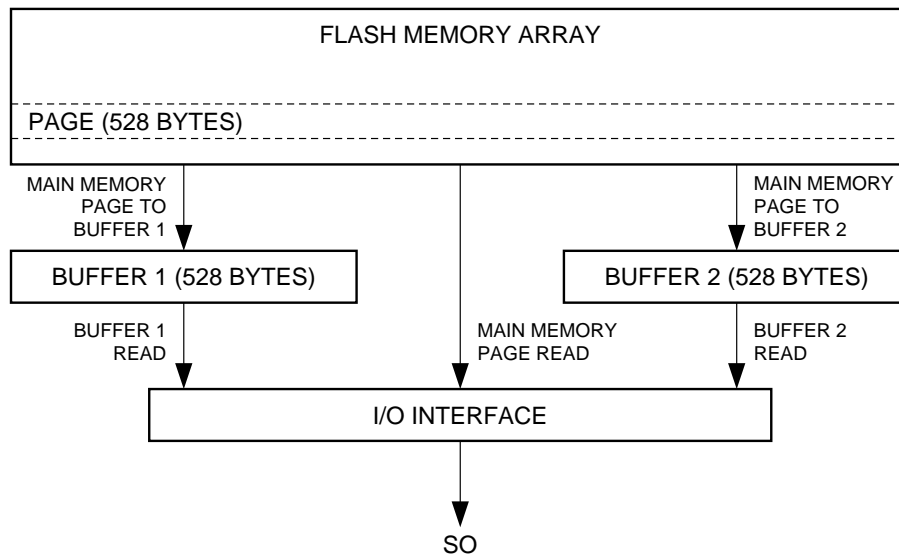 FLASH MEMORY ARRAY
PAGE (528 BYTES)
MAIN MEMORY
PAGE TO
BUFFER 1
MAIN MEMORY
PAGE TO
BUFFER 2
BUFFER 1 (528 BYTES)
BUFFER 2 (528 BYTES)
BUFFER 1
READ
MAIN MEMORY
PAGE READ
BUFFER 2
READ
I/O INTERFACE
SO